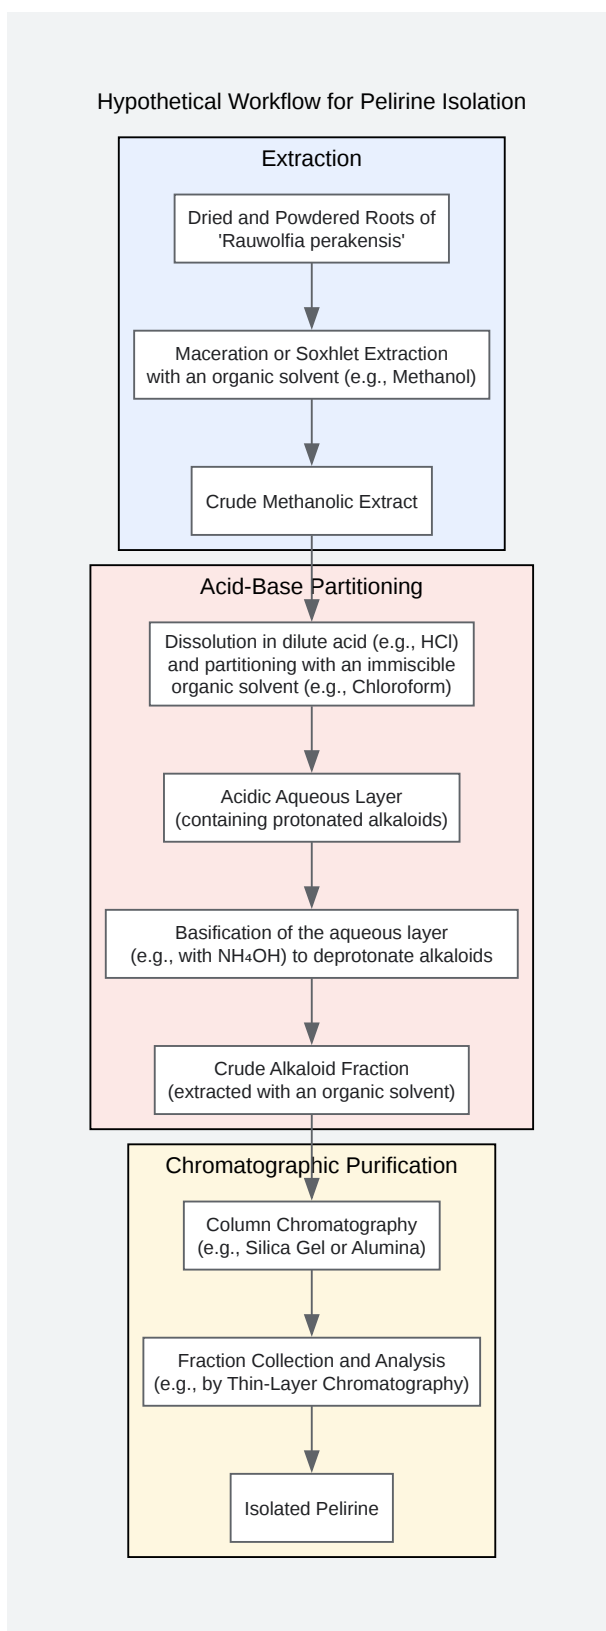 Hypothetical Workflow for Pelirine Isolation
Extraction
Dried and Powdered Roots of
'Rauwolfia perakensis'
Maceration or Soxhlet Extraction
with an organic solvent (e.g., Methanol)
Crude Methanolic Extract
Acid-Base Partitioning
Dissolution in dilute acid (e.g., HCl)
and partitioning with an immiscible
organic solvent (e.g., Chloroform)
Acidic Aqueous Layer
(containing protonated alkaloids)
Basification of the aqueous layer
(e.g., with NH₄OH) to deprotonate alkaloids
Crude Alkaloid Fraction
(extracted with an organic solvent)
Chromatographic Purification
Column Chromatography
(e.g., Silica Gel or Alumina)
Fraction Collection and Analysis
(e.g., by Thin-Layer Chromatography)
Isolated Pelirine